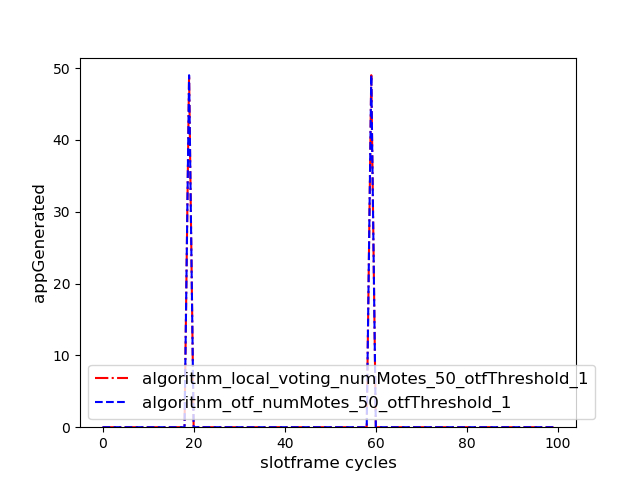 50
40
30
20
10
0
appGenerated
algorithm_local_voting_numMotes_50_otfThreshold_1
algorithm_otf_numMotes_50_otfThreshold_1
0 20 40 60 80 100
slotframe cycles